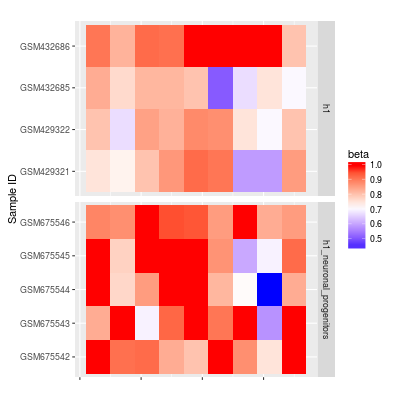 GSM432686
GSM432685
GSM429322
GSM429321
h1
GSM675546
GSM675545
GSM675544
GSM675543
GSM675542
h1_neuronal_progenitors
Sample ID
beta
1.0
0.9
0.8
0.7
0.6
0.5